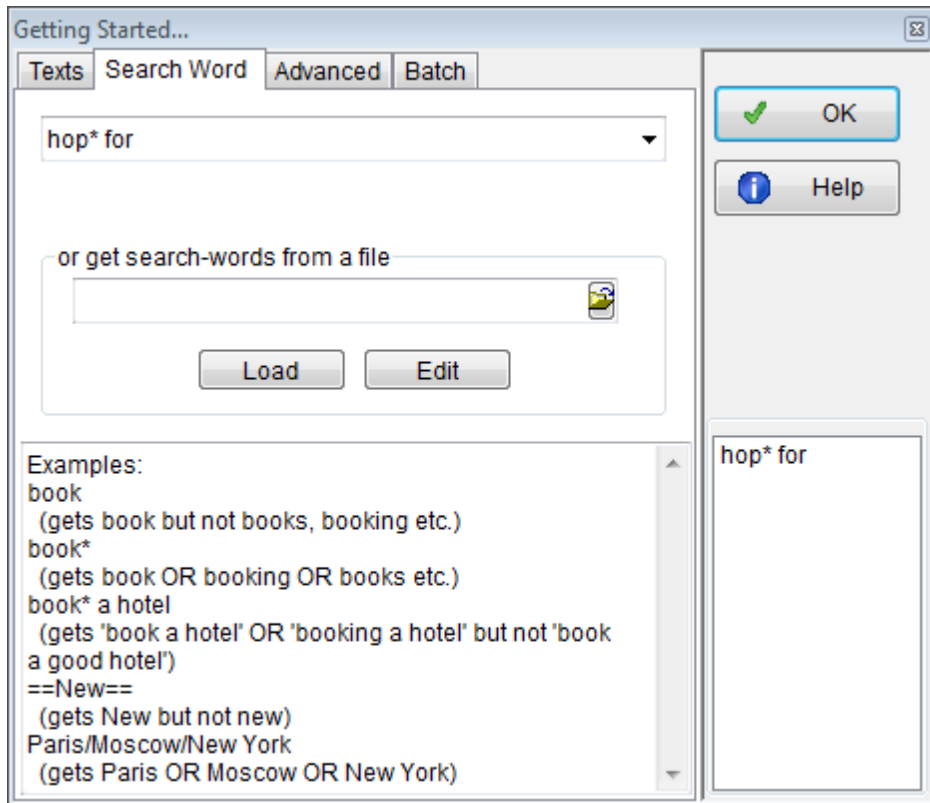 Getting Started...
Texts
Search Word
Advanced
Batch
hop* for
OK
Help
or get search-words from a file
Load
Edit
Examples:
book
(gets book but not books, booking etc.)
book*
(gets book OR booking OR books etc.)
book* a hotel
(gets 'book a hotel' OR 'booking a hotel' but not 'book
a good hotel')
==New==
(gets New but not new)
Paris/Moscow/New York
(gets Paris OR Moscow OR New York)
hop* for